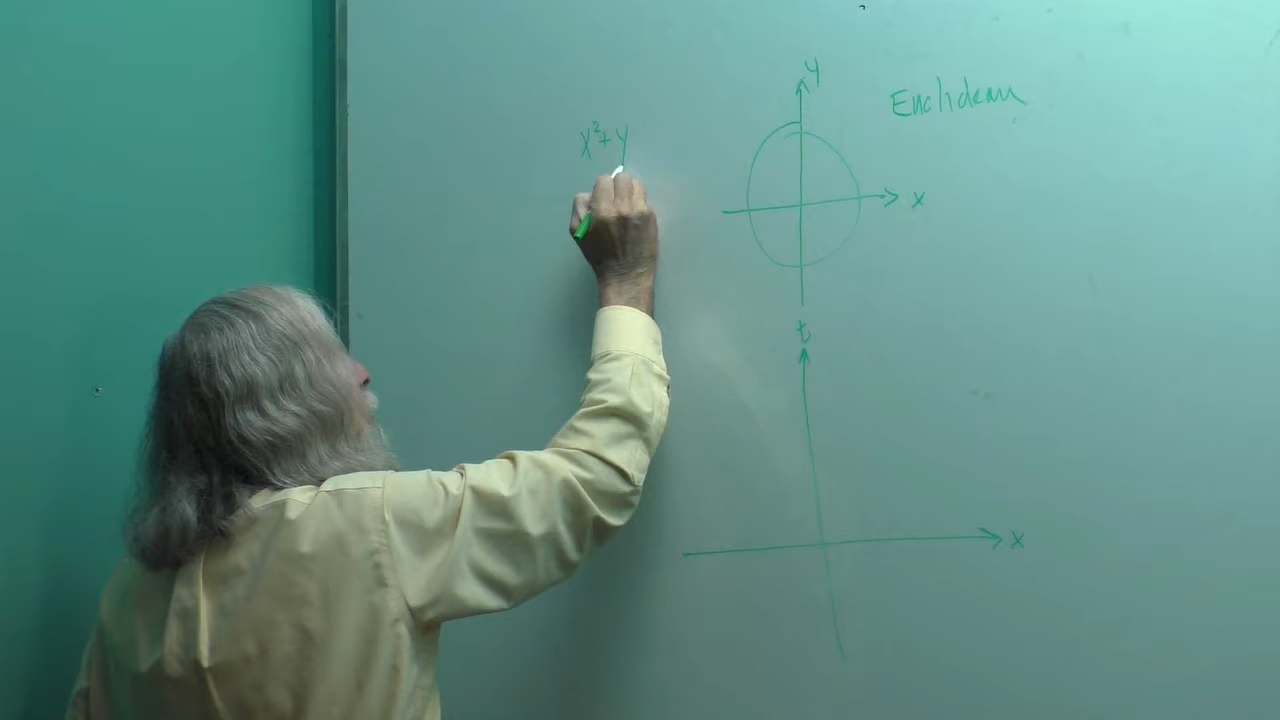 y
Euclidean
x² + y
x
t
x